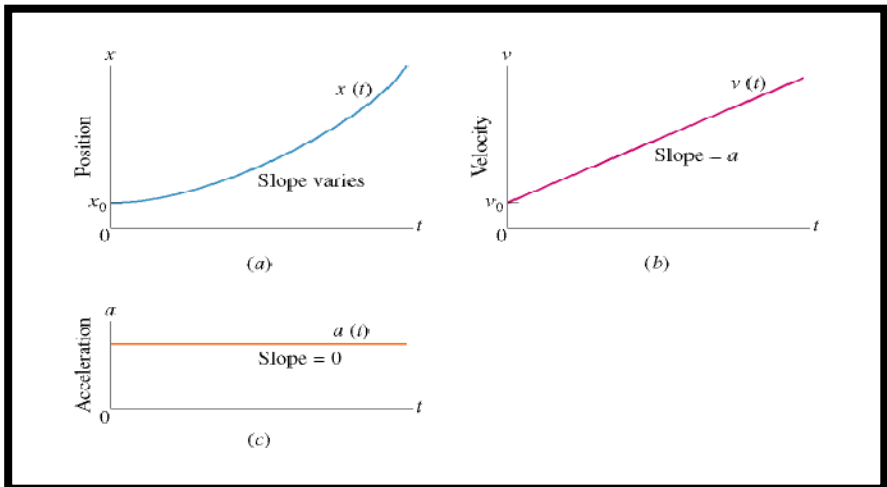 x
x (t)
Position
Slope varies
x0
0
t
(a)
v
v (t)
Velocity
Slope – a
v0
0
t
(b)
a
a (t)
Acceleration
Slope = 0
0
t
(c)